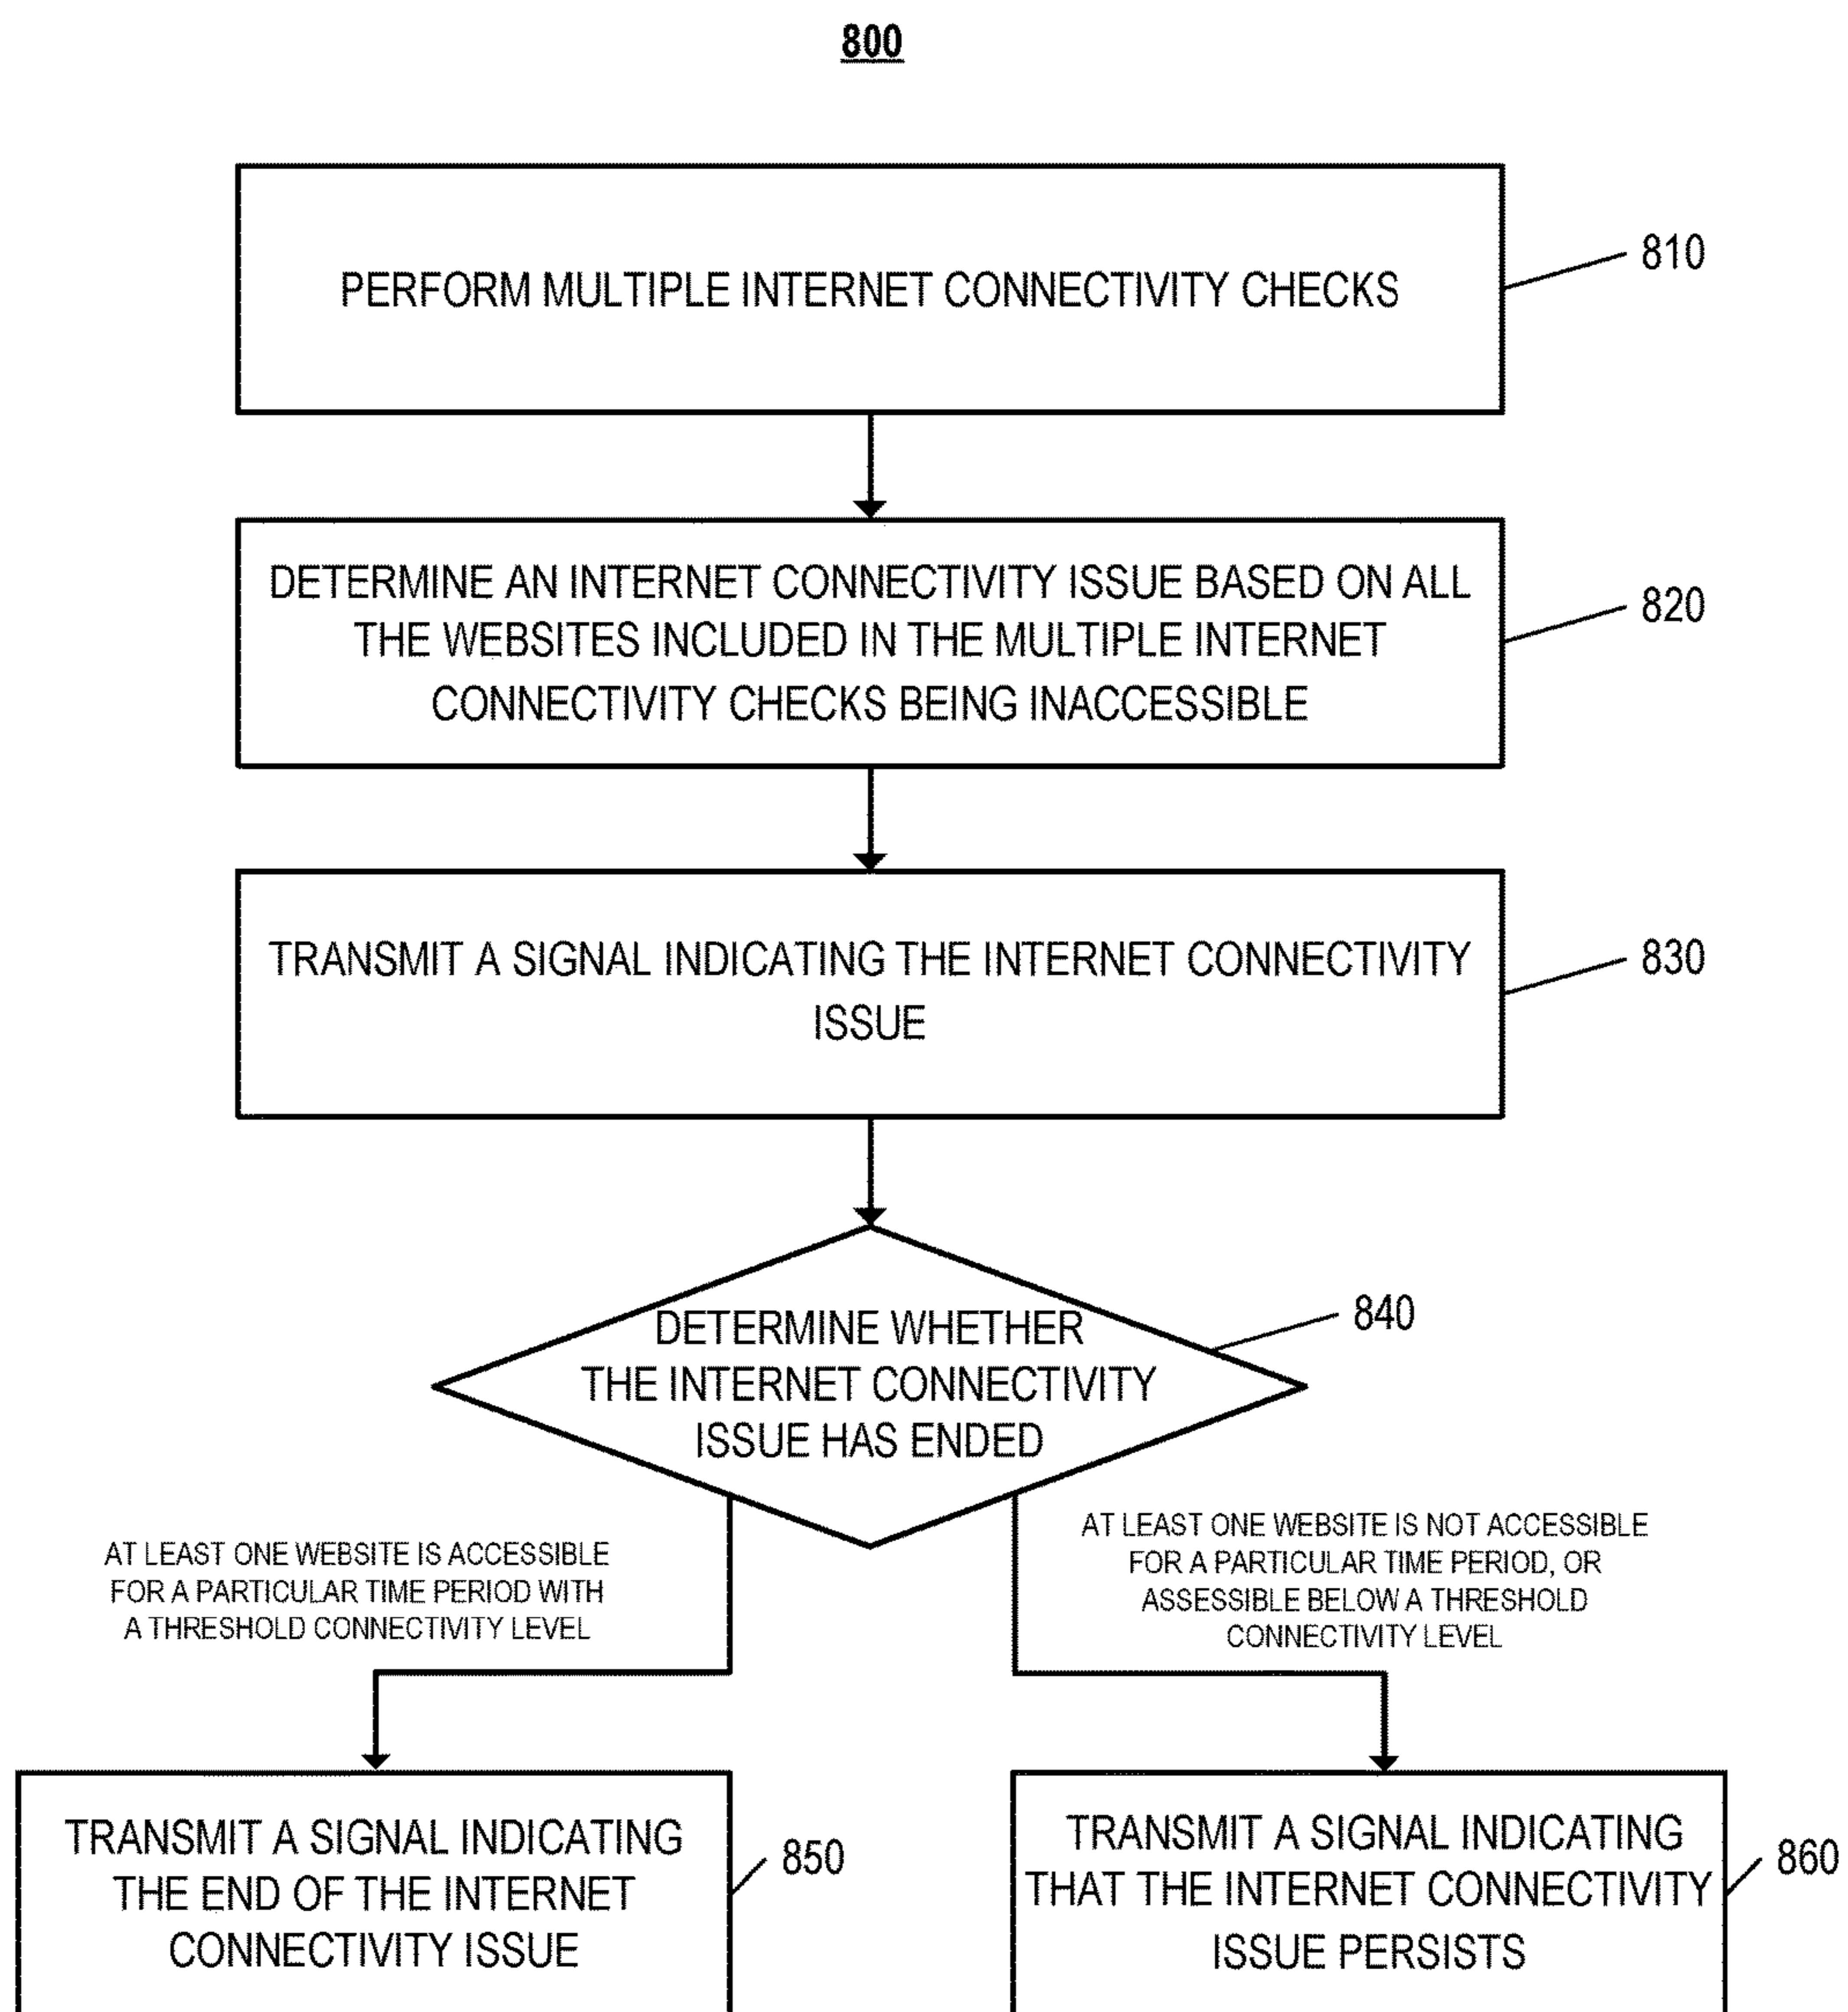 800
PERFORM MULTIPLE INTERNET CONNECTIVITY CHECKS
810
DETERMINE AN INTERNET CONNECTIVITY ISSUE BASED ON ALL
THE WEBSITES INCLUDED IN THE MULTIPLE INTERNET
CONNECTIVITY CHECKS BEING INACCESSIBLE
820
TRANSMIT A SIGNAL INDICATING THE INTERNET CONNECTIVITY
ISSUE
830
DETERMINE WHETHER
THE INTERNET CONNECTIVITY
ISSUE HAS ENDED
840
AT LEAST ONE WEBSITE IS ACCESSIBLE
FOR A PARTICULAR TIME PERIOD WITH
A THRESHOLD CONNECTIVITY LEVEL
AT LEAST ONE WEBSITE IS NOT ACCESSIBLE
FOR A PARTICULAR TIME PERIOD, OR
ASSESSIBLE BELOW A THRESHOLD
CONNECTIVITY LEVEL
TRANSMIT A SIGNAL INDICATING
THE END OF THE INTERNET
CONNECTIVITY ISSUE
850
TRANSMIT A SIGNAL INDICATING
THAT THE INTERNET CONNECTIVITY
ISSUE PERSISTS
860